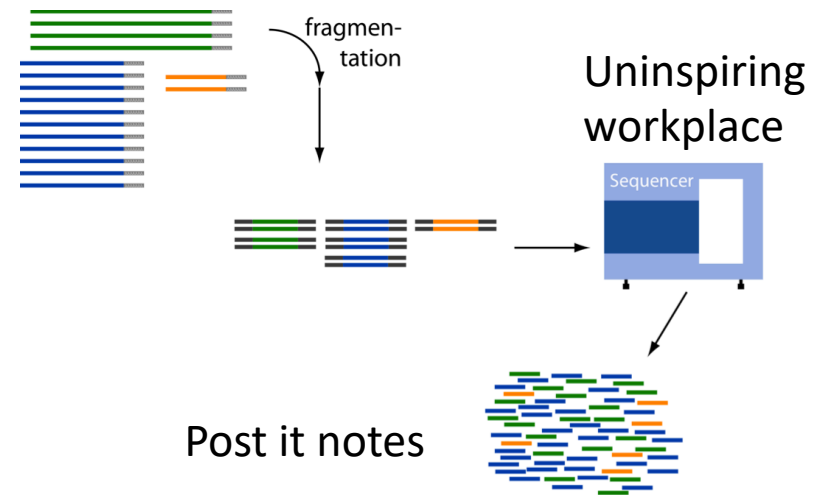 fragmen-
tation
Uninspiring
workplace
Sequencer
Post it notes